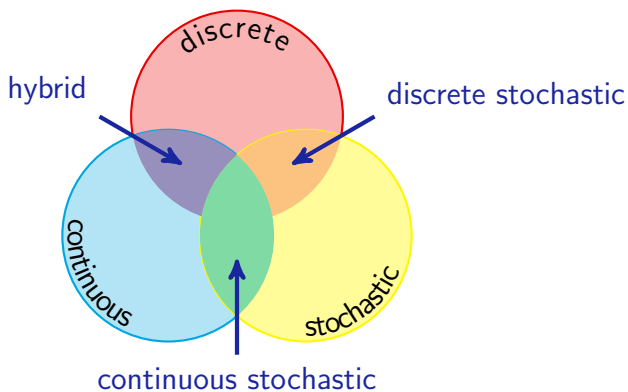 discrete
hybrid
discrete stochastic
continuous
stochastic
continuous stochastic